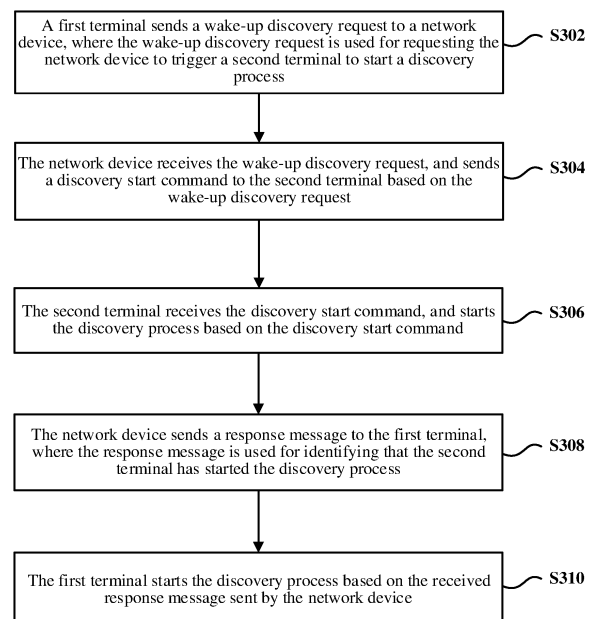 A first terminal sends a wake-up discovery request to a network
device, where the wake-up discovery request is used for requesting the
network device to trigger a second terminal to start a discovery
process
S302
The network device receives the wake-up discovery request, and sends
a discovery start command to the second terminal based on the
wake-up discovery request
S304
The second terminal receives the discovery start command, and starts
the discovery process based on the discovery start command
S306
The network device sends a response message to the first terminal,
where the response message is used for identifying that the second
terminal has started the discovery process
S308
The first terminal starts the discovery process based on the received
response message sent by the network device
S310